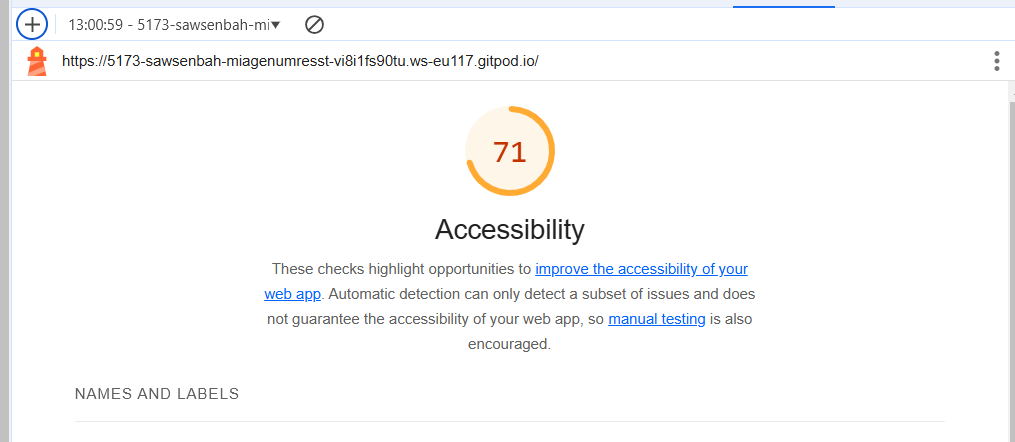 13:00:59 - 5173-sawsenbah-mi
https://5173-sawsenbah-miagenumresst-vi8i1fs90tu.ws-eu117.gitpod.io/
71
Accessibility
These checks highlight opportunities to improve the accessibility of your
web app. Automatic detection can only detect a subset of issues and does
not guarantee the accessibility of your web app, so manual testing is also
encouraged.
NAMES AND LABELS